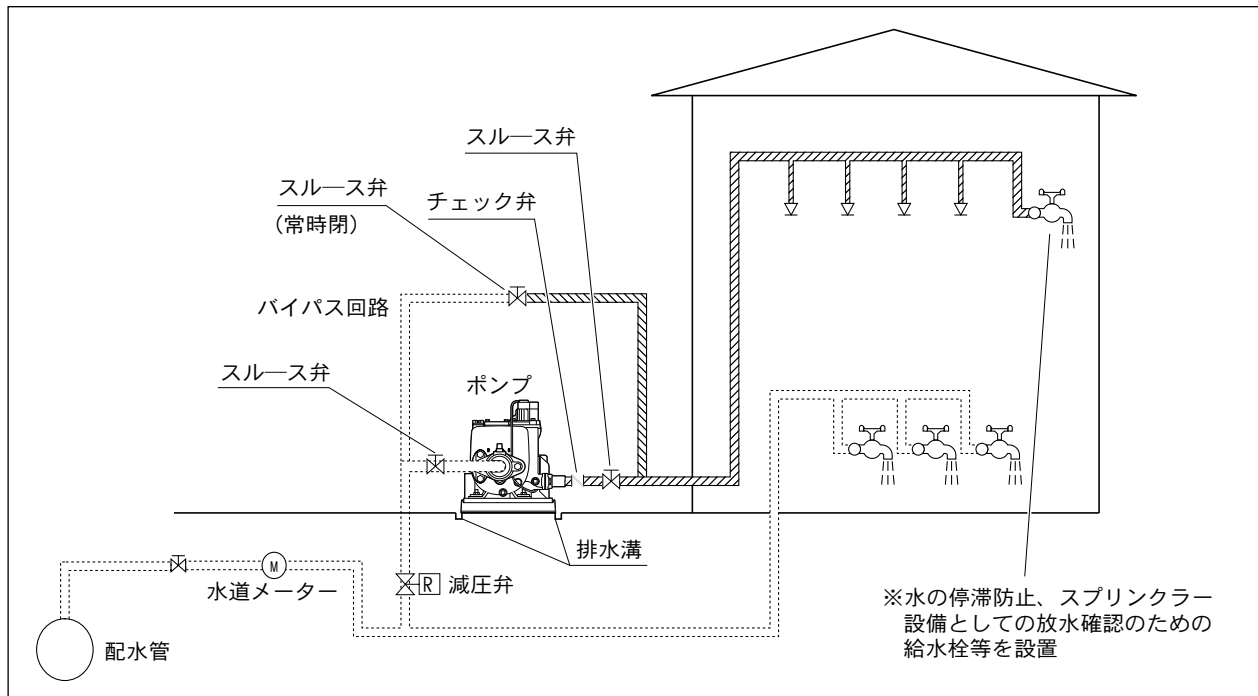 スルース弁
スルース弁
（常時閉）
チェック弁
バイパス回路
スルース弁
ポンプ
排水溝
M
水道メーター
R
減圧弁
配水管
※水の停滞防止、スプリンクラー
設備としての放水確認のための
給水栓等を設置